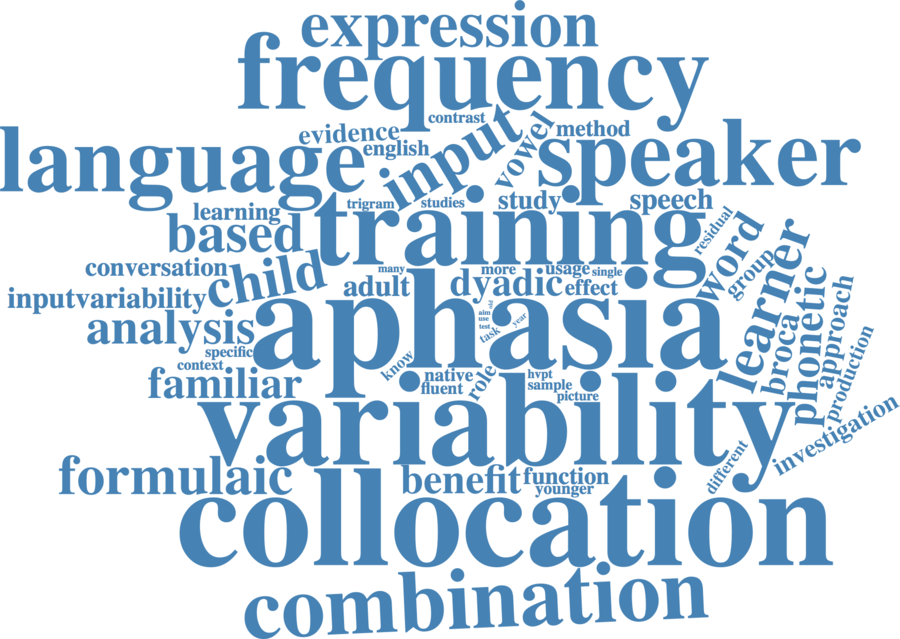 expression
frequency
contrast
evidence
input
vowel
method
english
language
speaker
trigram
studies
study
speech
learning
training
residual
based
word
group
conversation
child
many
more
usage
single
learner
adult
dyadic
effect
inputvariability
phonetic
approach
old
aim
use
test
year
task
analysis
aphasia
broca
production
specific
context
know
native
fluent
role
hvpt
sample
picture
familiar
variability
investigation
different
formulaic
benefit
function
younger
collocation
combination